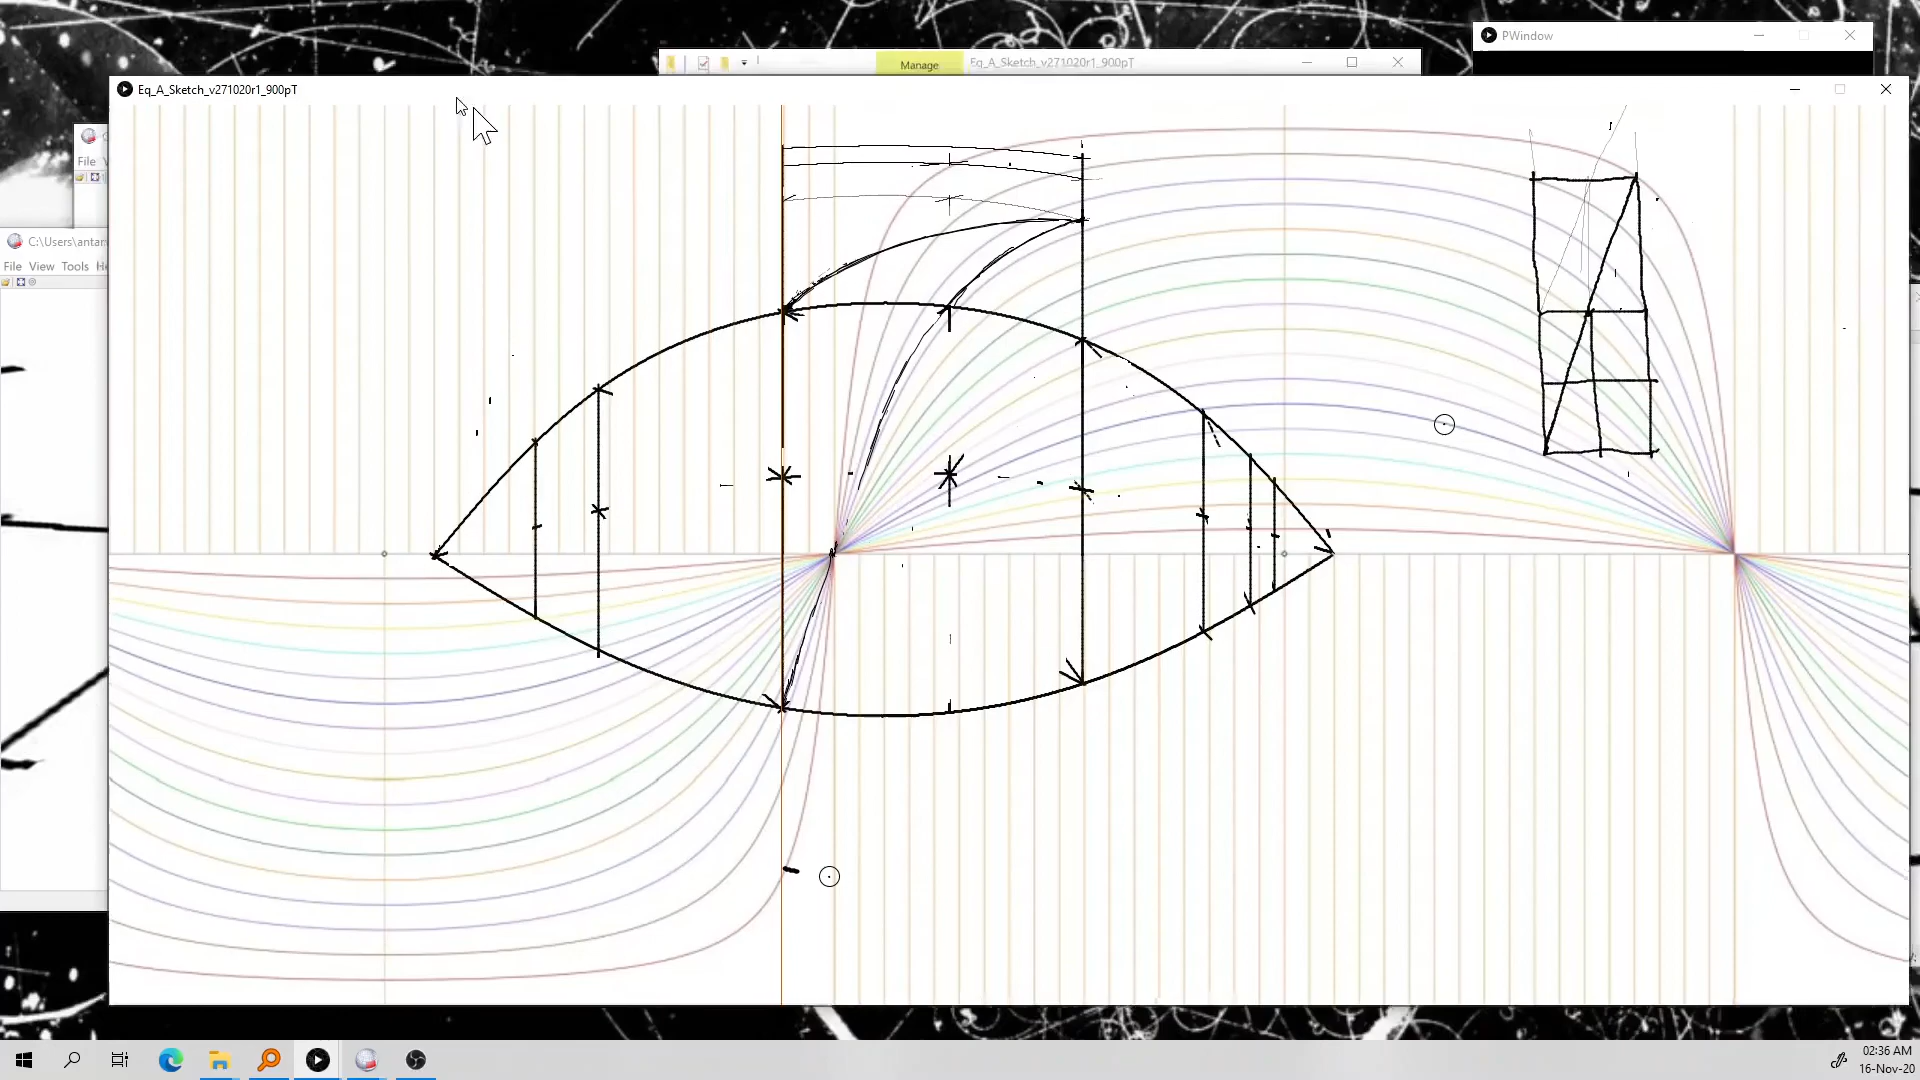 PWindow
Manage
Eq_A_Sketch_v271020r1_900pT
Eq_A_Sketch_v271020r1_900pT
File
C:\Users\antar
File View Tools
02:36 AM
16-Nov-20